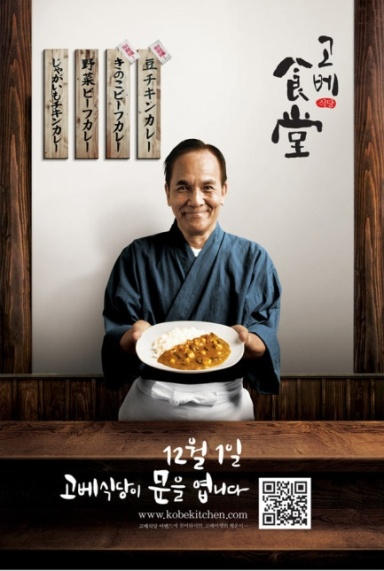 고베
食堂
식당
豆チキンカレー
きのこビーフカレー
野菜ビーフカレー
じゃがいもチキンカレー
12월 1일
고베식당이 문을 엽니다
www.kobekitchen.com